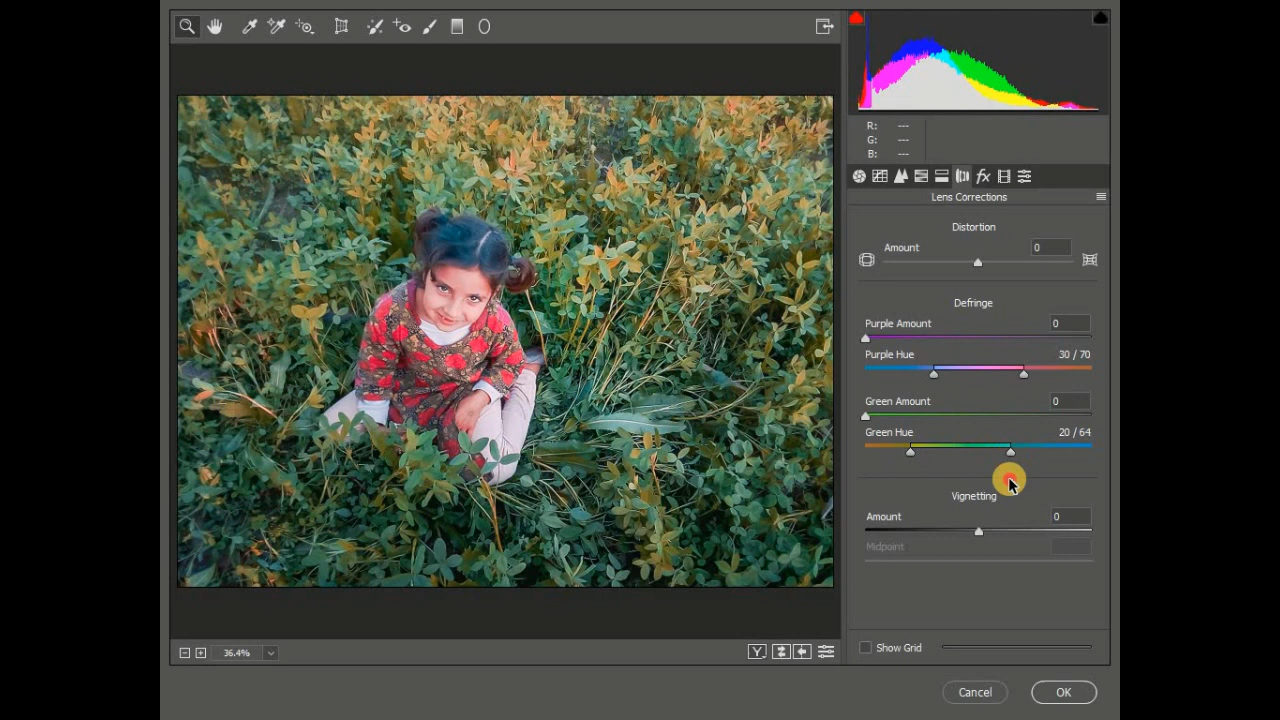 R: ---
G: ---
B: ---
fx
Lens Corrections
Distortion
Amount 0
Defringe
Purple Amount 0
Purple Hue 30 / 70
Green Amount 0
Green Hue 20 / 64
Vignetting
Amount 0
Midpoint
36.4% Y
Show Grid
Cancel OK